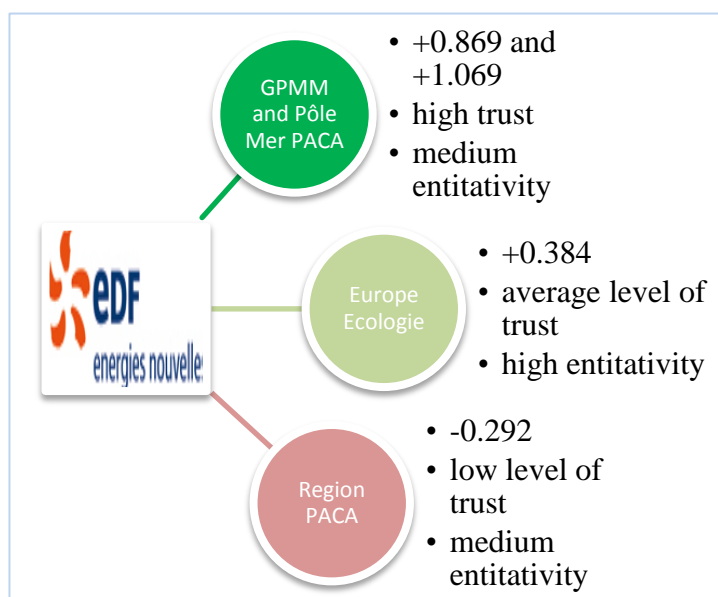 GPMM
and Pôle
Mer PACA
• +0.869 and
+1.069
• high trust
• medium
entitativity
edf
energies nouvelles
Europe
Ecologie
• +0.384
• average level of
trust
• high entitativity
Region
PACA
• -0.292
• low level of
trust
• medium
entitativity